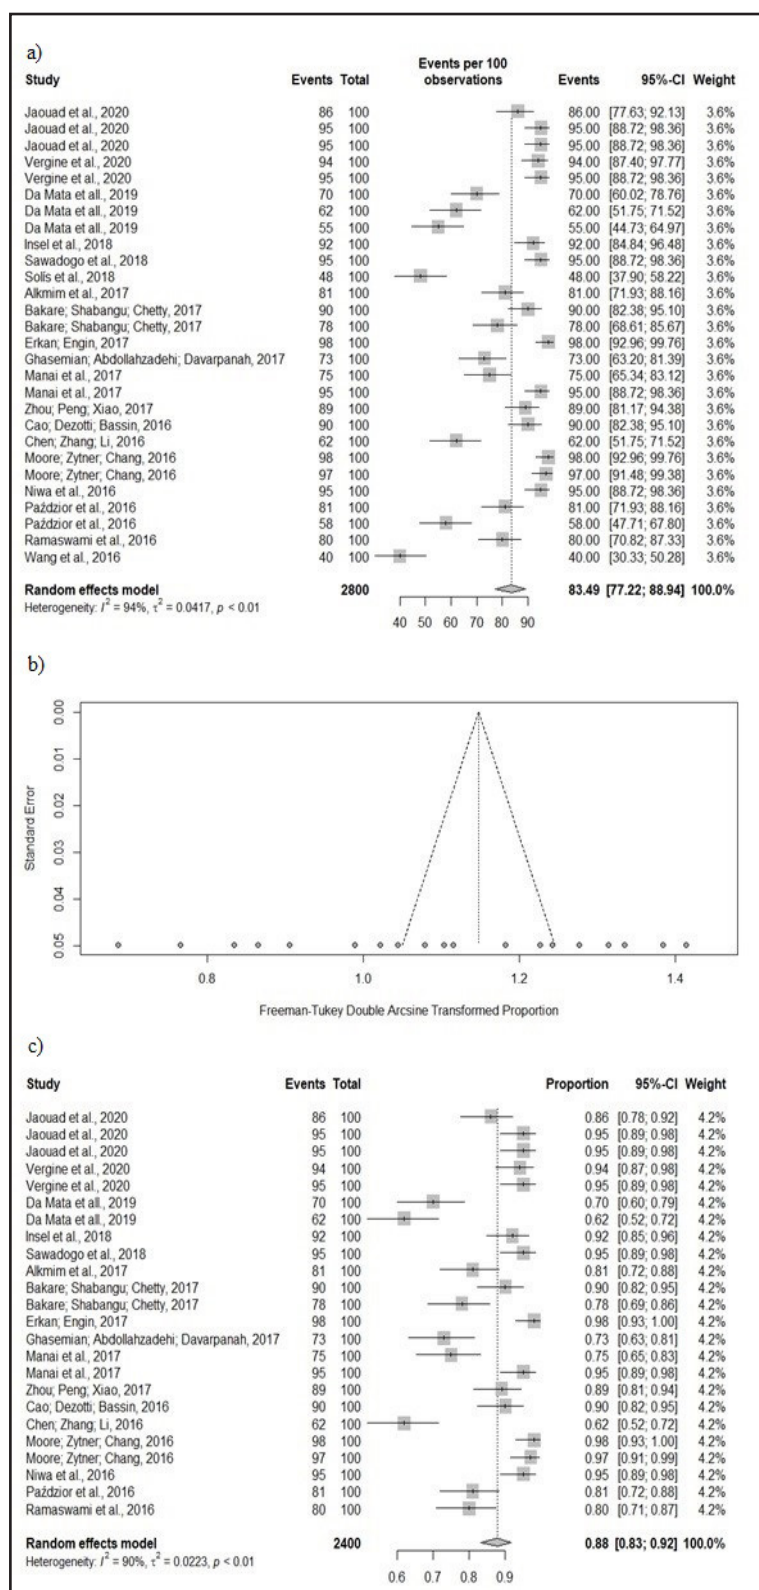 a)
Events per 100
Study Events Total observations Events 95%-CI Weight
Jaouad et al., 2020 86 100 86.00 [77.63; 92.13] 3.6%
Jaouad et al., 2020 95 100 95.00 [88.72; 98.36] 3.6%
Jaouad et al., 2020 95 100 95.00 [88.72; 98.36] 3.6%
Vergine et al., 2020 94 100 94.00 [87.40; 97.77] 3.6%
Vergine et al., 2020 95 100 95.00 [88.72; 98.36] 3.6%
Da Mata et all., 2019 70 100 70.00 [60.02; 78.76] 3.6%
Da Mata et all., 2019 62 100 62.00 [51.75; 71.52] 3.6%
Da Mata et all., 2019 55 100 55.00 [44.73; 64.97] 3.6%
Insel et al., 2018 92 100 92.00 [84.84; 96.48] 3.6%
Sawadogo et al., 2018 95 100 95.00 [88.72; 98.36] 3.6%
Solís et al., 2018 48 100 48.00 [37.90; 58.22] 3.6%
Alkmim et al., 2017 81 100 81.00 [71.93; 88.16] 3.6%
Bakare; Shabangu; Chetty, 2017 90 100 90.00 [82.38; 95.10] 3.6%
Bakare; Shabangu; Chetty, 2017 78 100 78.00 [68.61; 85.67] 3.6%
Erkan; Engin, 2017 98 100 98.00 [92.96; 99.76] 3.6%
Ghasemian; Abdollahzadehi; Davarpanah, 2017 73 100 73.00 [63.20; 81.39] 3.6%
Manai et al., 2017 75 100 75.00 [65.34; 83.12] 3.6%
Manai et al., 2017 95 100 95.00 [88.72; 98.36] 3.6%
Zhou; Peng; Xiao, 2017 89 100 89.00 [81.17; 94.38] 3.6%
Cao; Dezotti; Bassin, 2016 90 100 90.00 [82.38; 95.10] 3.6%
Chen; Zhang; Li, 2016 62 100 62.00 [51.75; 71.52] 3.6%
Moore; Zytner; Chang, 2016 98 100 98.00 [92.96; 99.76] 3.6%
Moore; Zytner; Chang, 2016 97 100 97.00 [91.48; 99.38] 3.6%
Niwa et al., 2016 95 100 95.00 [88.72; 98.36] 3.6%
Paździor et al., 2016 81 100 81.00 [71.93; 88.16] 3.6%
Paździor et al., 2016 58 100 58.00 [47.71; 67.80] 3.6%
Ramaswami et al., 2016 80 100 80.00 [70.82; 87.33] 3.6%
Wang et al., 2016 40 100 40.00 [30.33; 50.28] 3.6%
Random effects model 2800 83.49 [77.22; 88.94] 100.0%
Heterogeneity: I² = 94%, τ² = 0.0417, p < 0.01
40 50 60 70 80 90
b)
0.00
0.01
0.02
0.03
0.04
0.05
Standard Error
0.8 1.0 1.2 1.4
Freeman-Tukey Double Arcsine Transformed Proportion
c)
Study Events Total Proportion 95%-CI Weight
Jaouad et al., 2020 86 100 0.86 [0.78; 0.92] 4.2%
Jaouad et al., 2020 95 100 0.95 [0.89; 0.98] 4.2%
Jaouad et al., 2020 95 100 0.95 [0.89; 0.98] 4.2%
Vergine et al., 2020 94 100 0.94 [0.87; 0.98] 4.2%
Vergine et al., 2020 95 100 0.95 [0.89; 0.98] 4.2%
Da Mata et all., 2019 70 100 0.70 [0.60; 0.79] 4.2%
Da Mata et all., 2019 62 100 0.62 [0.52; 0.72] 4.2%
Insel et al., 2018 92 100 0.92 [0.85; 0.96] 4.2%
Sawadogo et al., 2018 95 100 0.95 [0.89; 0.98] 4.2%
Alkmim et al., 2017 81 100 0.81 [0.72; 0.88] 4.2%
Bakare; Shabangu; Chetty, 2017 90 100 0.90 [0.82; 0.95] 4.2%
Bakare; Shabangu; Chetty, 2017 78 100 0.78 [0.69; 0.86] 4.2%
Erkan; Engin, 2017 98 100 0.98 [0.93; 1.00] 4.2%
Ghasemian; Abdollahzadehi; Davarpanah, 2017 73 100 0.73 [0.63; 0.81] 4.2%
Manai et al., 2017 75 100 0.75 [0.65; 0.83] 4.2%
Manai et al., 2017 95 100 0.95 [0.89; 0.98] 4.2%
Zhou; Peng; Xiao, 2017 89 100 0.89 [0.81; 0.94] 4.2%
Cao; Dezotti; Bassin, 2016 90 100 0.90 [0.82; 0.95] 4.2%
Chen; Zhang; Li, 2016 62 100 0.62 [0.52; 0.72] 4.2%
Moore; Zytner; Chang, 2016 98 100 0.98 [0.93; 1.00] 4.2%
Moore; Zytner; Chang, 2016 97 100 0.97 [0.91; 0.99] 4.2%
Niwa et al., 2016 95 100 0.95 [0.89; 0.98] 4.2%
Paździor et al., 2016 81 100 0.81 [0.72; 0.88] 4.2%
Ramaswami et al., 2016 80 100 0.80 [0.71; 0.87] 4.2%
Random effects model 2400 0.88 [0.83; 0.92] 100.0%
Heterogeneity: I² = 90%, τ² = 0.0223, p < 0.01
0.6 0.7 0.8 0.9